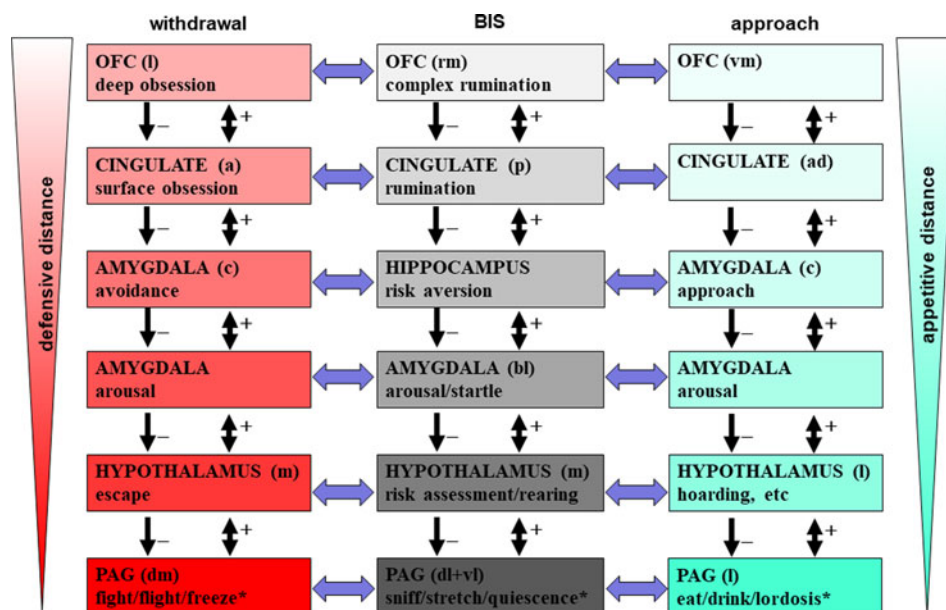 withdrawal BIS approach
OFC (l) OFC (rm) OFC (vm)
deep obsession complex rumination
– + – + – +
CINGULATE (a) CINGULATE (p) CINGULATE (ad)
surface obsession rumination
– + – + – +
AMYGDALA (c) HIPPOCAMPUS AMYGDALA (c)
avoidance risk aversion approach
– + – + – +
AMYGDALA AMYGDALA (bl) AMYGDALA
arousal arousal/startle arousal
– + – + – +
HYPOTHALAMUS (m) HYPOTHALAMUS (m) HYPOTHALAMUS (l)
escape risk assessment/rearing hoarding, etc
– + – + – +
PAG (dm) PAG (dl+vl) PAG (l)
fight/flight/freeze* sniff/stretch/quiescence* eat/drink/lordosis*
defensive distance
appetitive distance